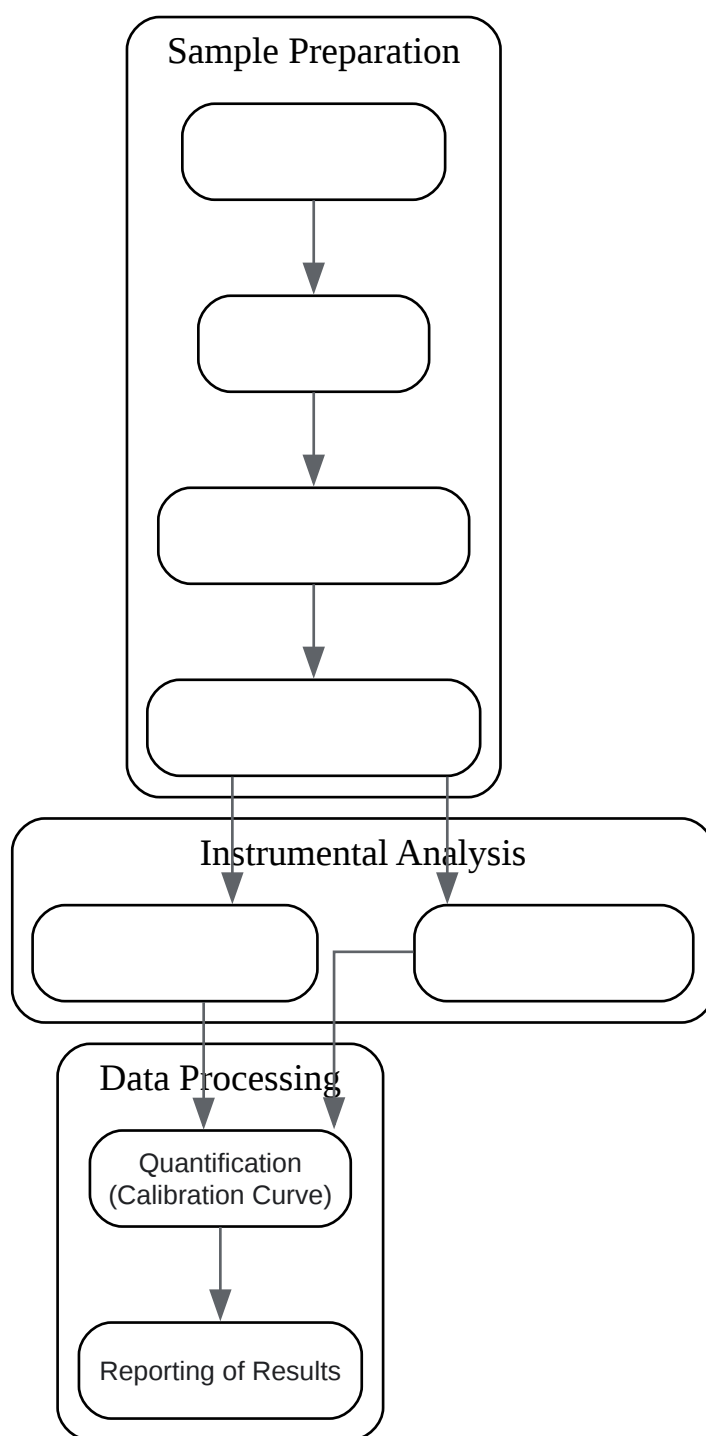 Sample Preparation
Instrumental Analysis
Data Processing
Quantification
(Calibration Curve)
Reporting of Results